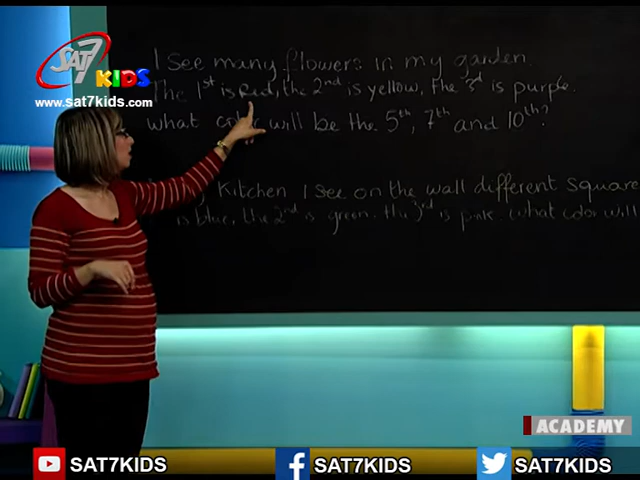 SAT7
KIDS
www.sat7kids.com
I see many flowers in my garden.
The 1st is Red, the 2nd is yellow, the 3rd is purple.
What color will be the 5th, 7th and 10th?
kitchen I see on the wall different square
is blue, the 2nd is green. the 3rd is pink. what color will
ACADEMY
SAT7KIDS
SAT7KIDS
SAT7KIDS